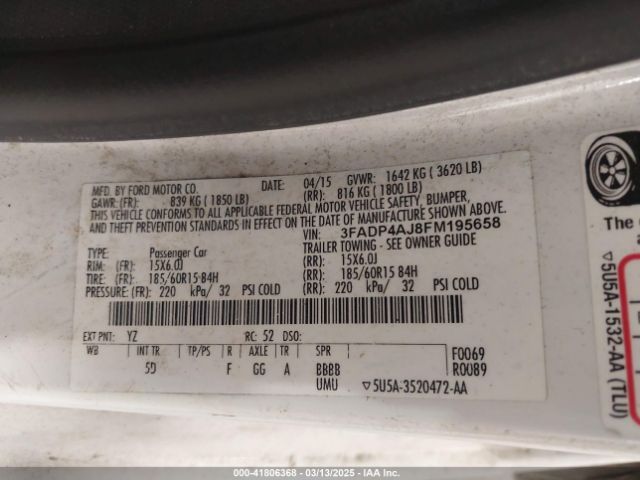 MFD. BY FORD MOTOR CO. DATE: 04/15 GVWR: 1642 KG ( 3620 LB)
GAWR: (FR): 839 KG ( 1850 LB) (RR): 816 KG ( 1800 LB)
THIS VEHICLE CONFORMS TO ALL APPLICABLE FEDERAL MOTOR VEHICLE SAFETY, BUMPER,
AND THEFT PREVENTION STANDARDS IN EFFECT ON THE DATE OF MANUFACTURE SHOWN ABOVE.
VIN: 3FADP4AJ8FM195658
TYPE: Passenger Car TRAILER TOWING - SEE OWNER GUIDE
RIM: (FR): 15X6.0J (RR): 15X6.0J
TIRE: (FR): 185/60R15 84H (RR): 185/60R15 84H
PRESSURE: (FR): 220 kPa/ 32 PSI COLD (RR): 220 kPa/ 32 PSI COLD
EXT PNT: YZ RC: 52 DSO:
WB INT TR TP/PS R AXLE TR SPR F0069
5D F GG A BBBB R0089
UMU ▽5U5A-3520472-AA
The
▽5U5A-1532-AA (TLU)
000-41806368 | 03/13/2025 — IAA Inc.